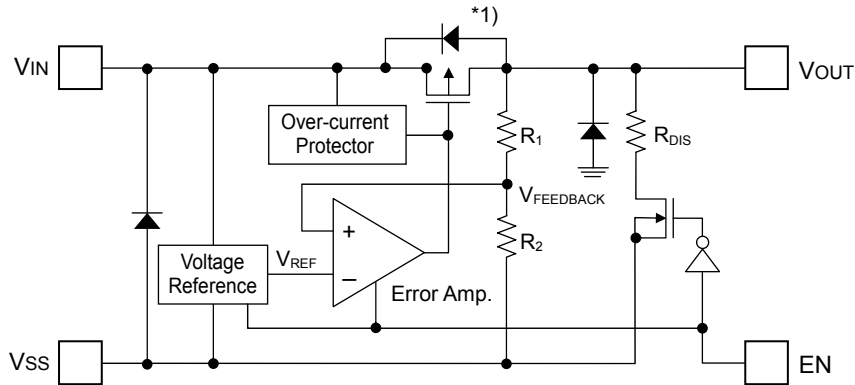 *1)
VIN
VOUT
Over-current
Protector
R1
RDIS
VFEEDBACK
+
R2
Voltage
Reference
VREF
−
Error Amp.
VSS
EN